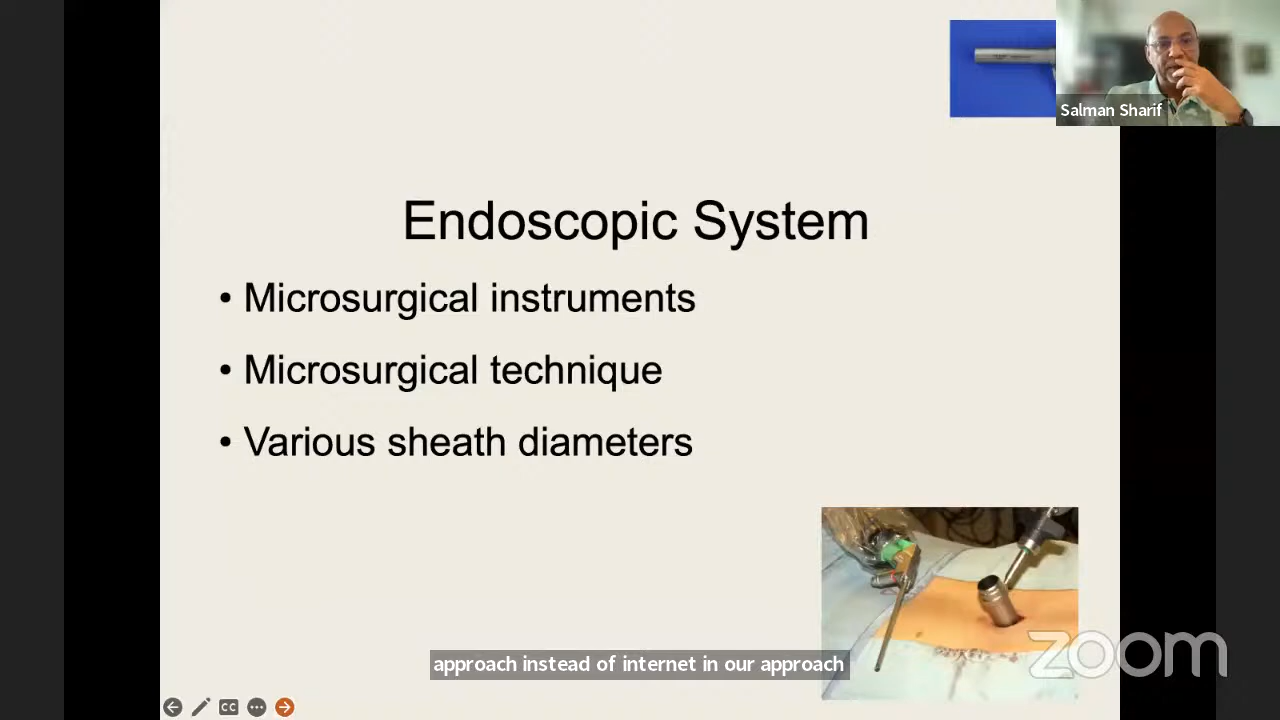 Salman Sharif
Endoscopic System
• Microsurgical instruments
• Microsurgical technique
• Various sheath diameters
approach instead of internet in our approach
zoom
CC